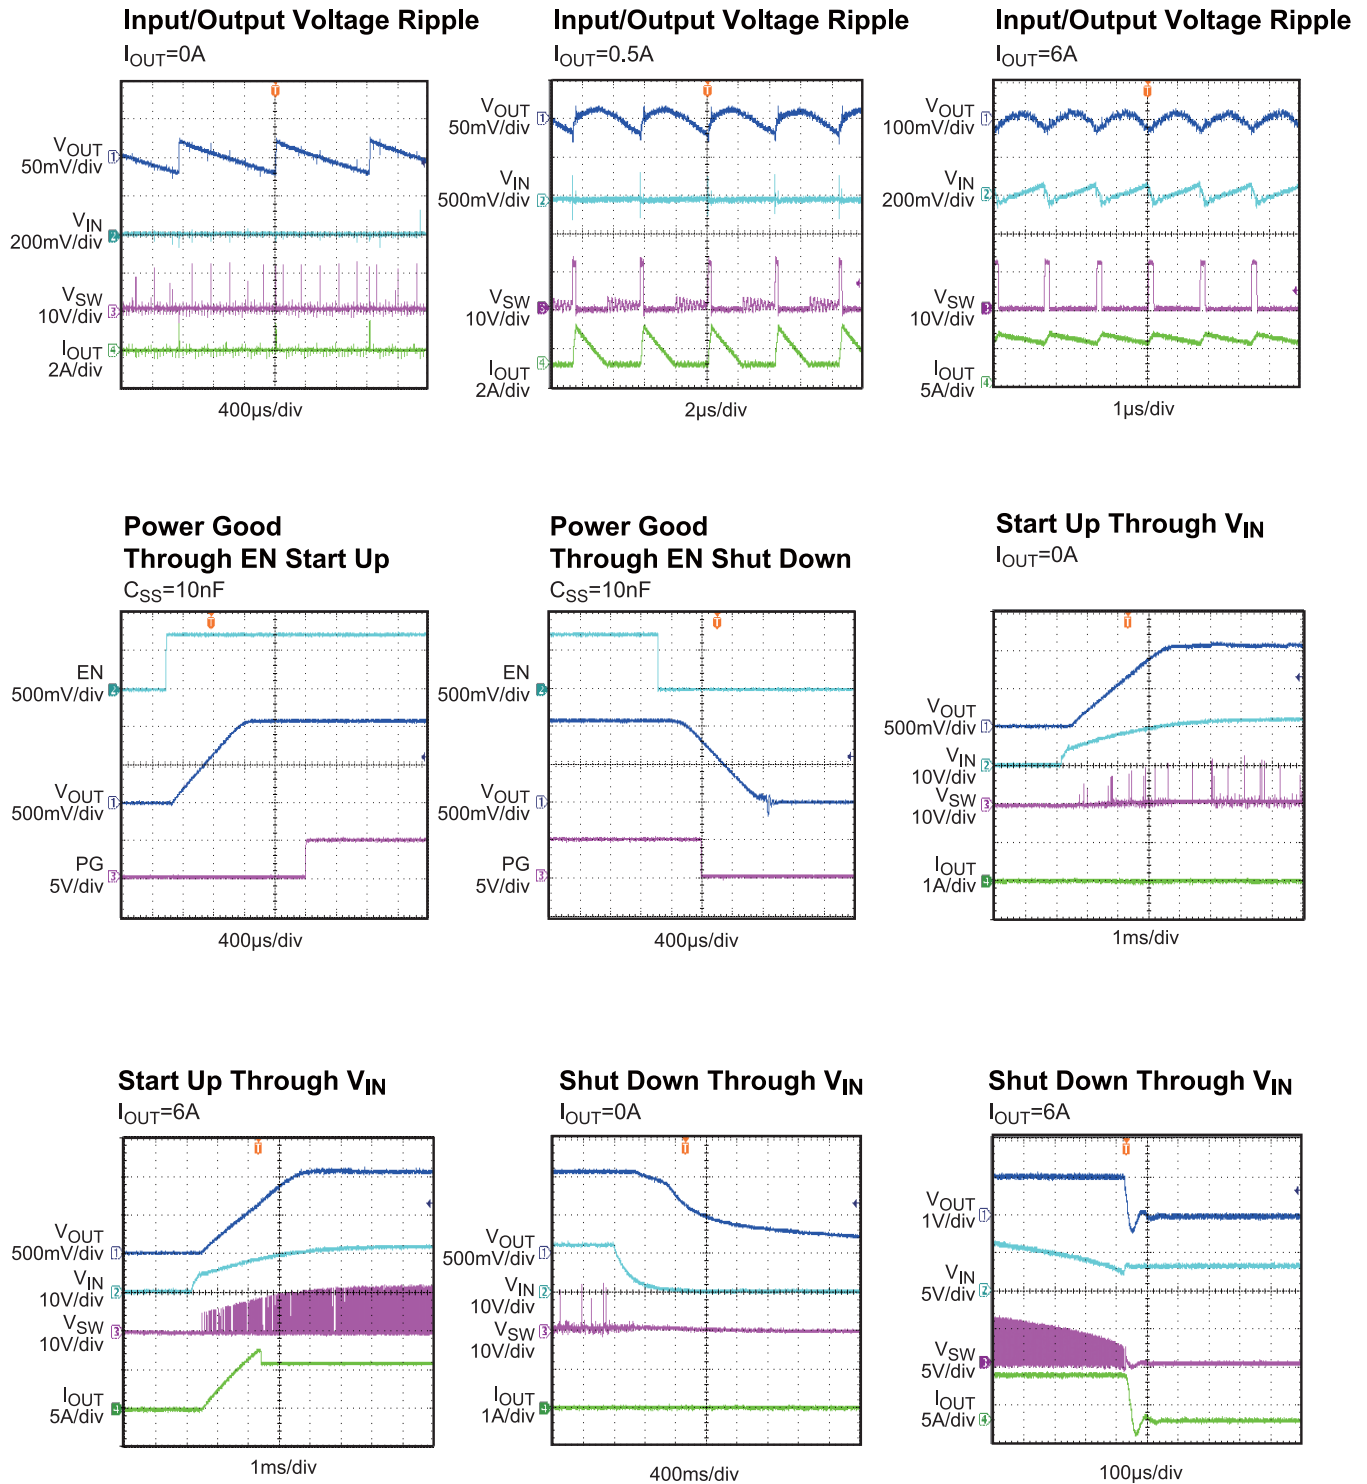 Input/Output Voltage Ripple
IOUT=0A
VOUT
50mV/div
VIN
200mV/div
VSW
10V/div
IOUT
2A/div
400µs/div
Input/Output Voltage Ripple
IOUT=0.5A
VOUT
50mV/div
VIN
500mV/div
VSW
10V/div
IOUT
2A/div
2µs/div
Input/Output Voltage Ripple
IOUT=6A
VOUT
100mV/div
VIN
200mV/div
VSW
10V/div
IOUT
5A/div
1µs/div
Power Good
Through EN Start Up
CSS=10nF
EN
500mV/div
VOUT
500mV/div
PG
5V/div
400µs/div
Power Good
Through EN Shut Down
CSS=10nF
EN
500mV/div
VOUT
500mV/div
PG
5V/div
400µs/div
Start Up Through VIN
IOUT=0A
VOUT
500mV/div
VIN
10V/div
VSW
10V/div
IOUT
1A/div
1ms/div
Start Up Through VIN
IOUT=6A
VOUT
500mV/div
VIN
10V/div
VSW
10V/div
IOUT
5A/div
1ms/div
Shut Down Through VIN
IOUT=0A
VOUT
500mV/div
VIN
10V/div
VSW
10V/div
IOUT
1A/div
400ms/div
Shut Down Through VIN
IOUT=6A
VOUT
1V/div
VIN
5V/div
VSW
5V/div
IOUT
5A/div
100µs/div